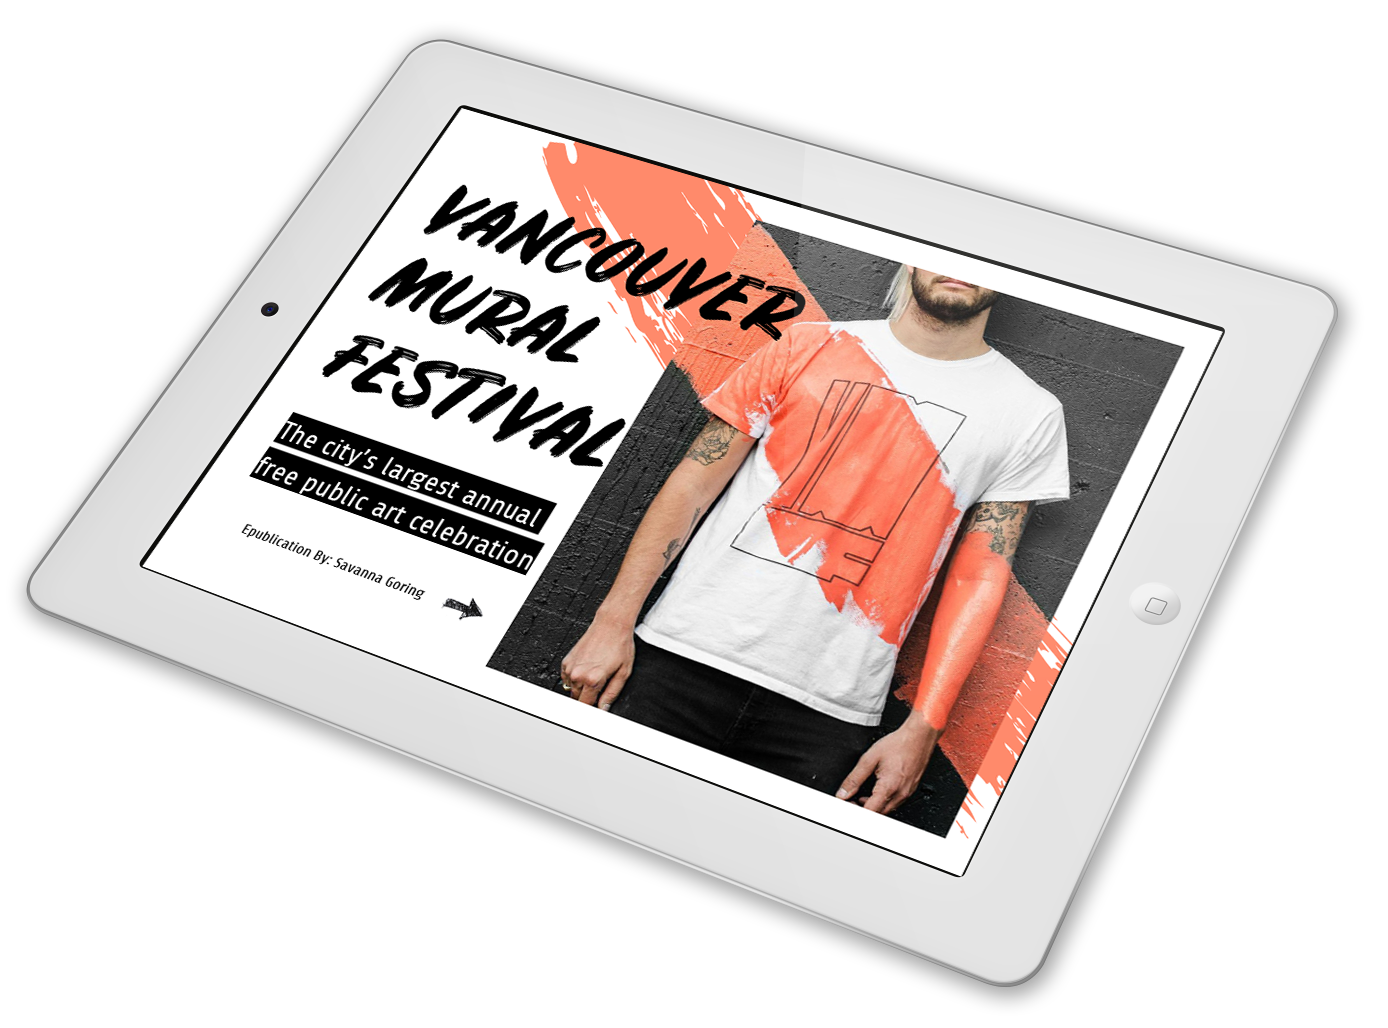 VANCOUVER
MURAL
FESTIVAL
The city's largest annual
free public art celebration
Epublication By: Savanna Goring